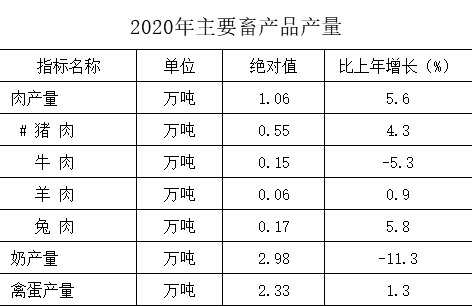 2020年主要畜产品产量
指标名称 单位 绝对值 比上年增长（%）
肉产量 万吨 1.06 5.6
#猪 肉 万吨 0.55 4.3
牛 肉 万吨 0.15 -5.3
羊 肉 万吨 0.06 0.9
兔 肉 万吨 0.17 5.8
奶产量 万吨 2.98 -11.3
禽蛋产量 万吨 2.33 1.3